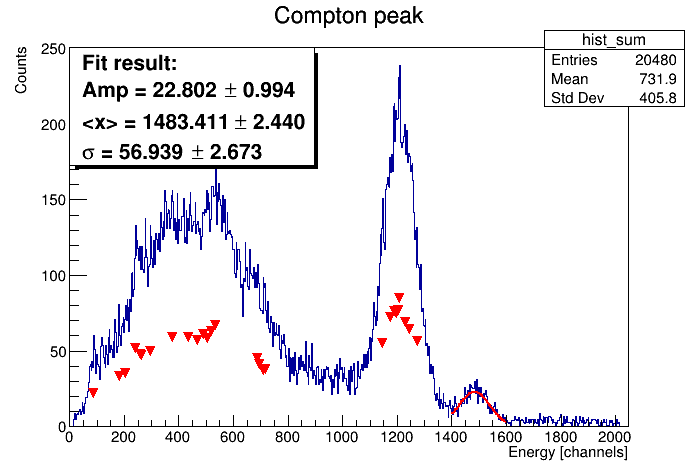 Compton peak
hist_sum
Entries 20480
Mean 731.9
Std Dev 405.8
Fit result:
Amp = 22.802 ± 0.994
<x> = 1483.411 ± 2.440
σ = 56.939 ± 2.673
Counts
250
200
150
100
50
0
0 200 400 600 800 1000 1200 1400 1600 1800 2000
Energy [channels]